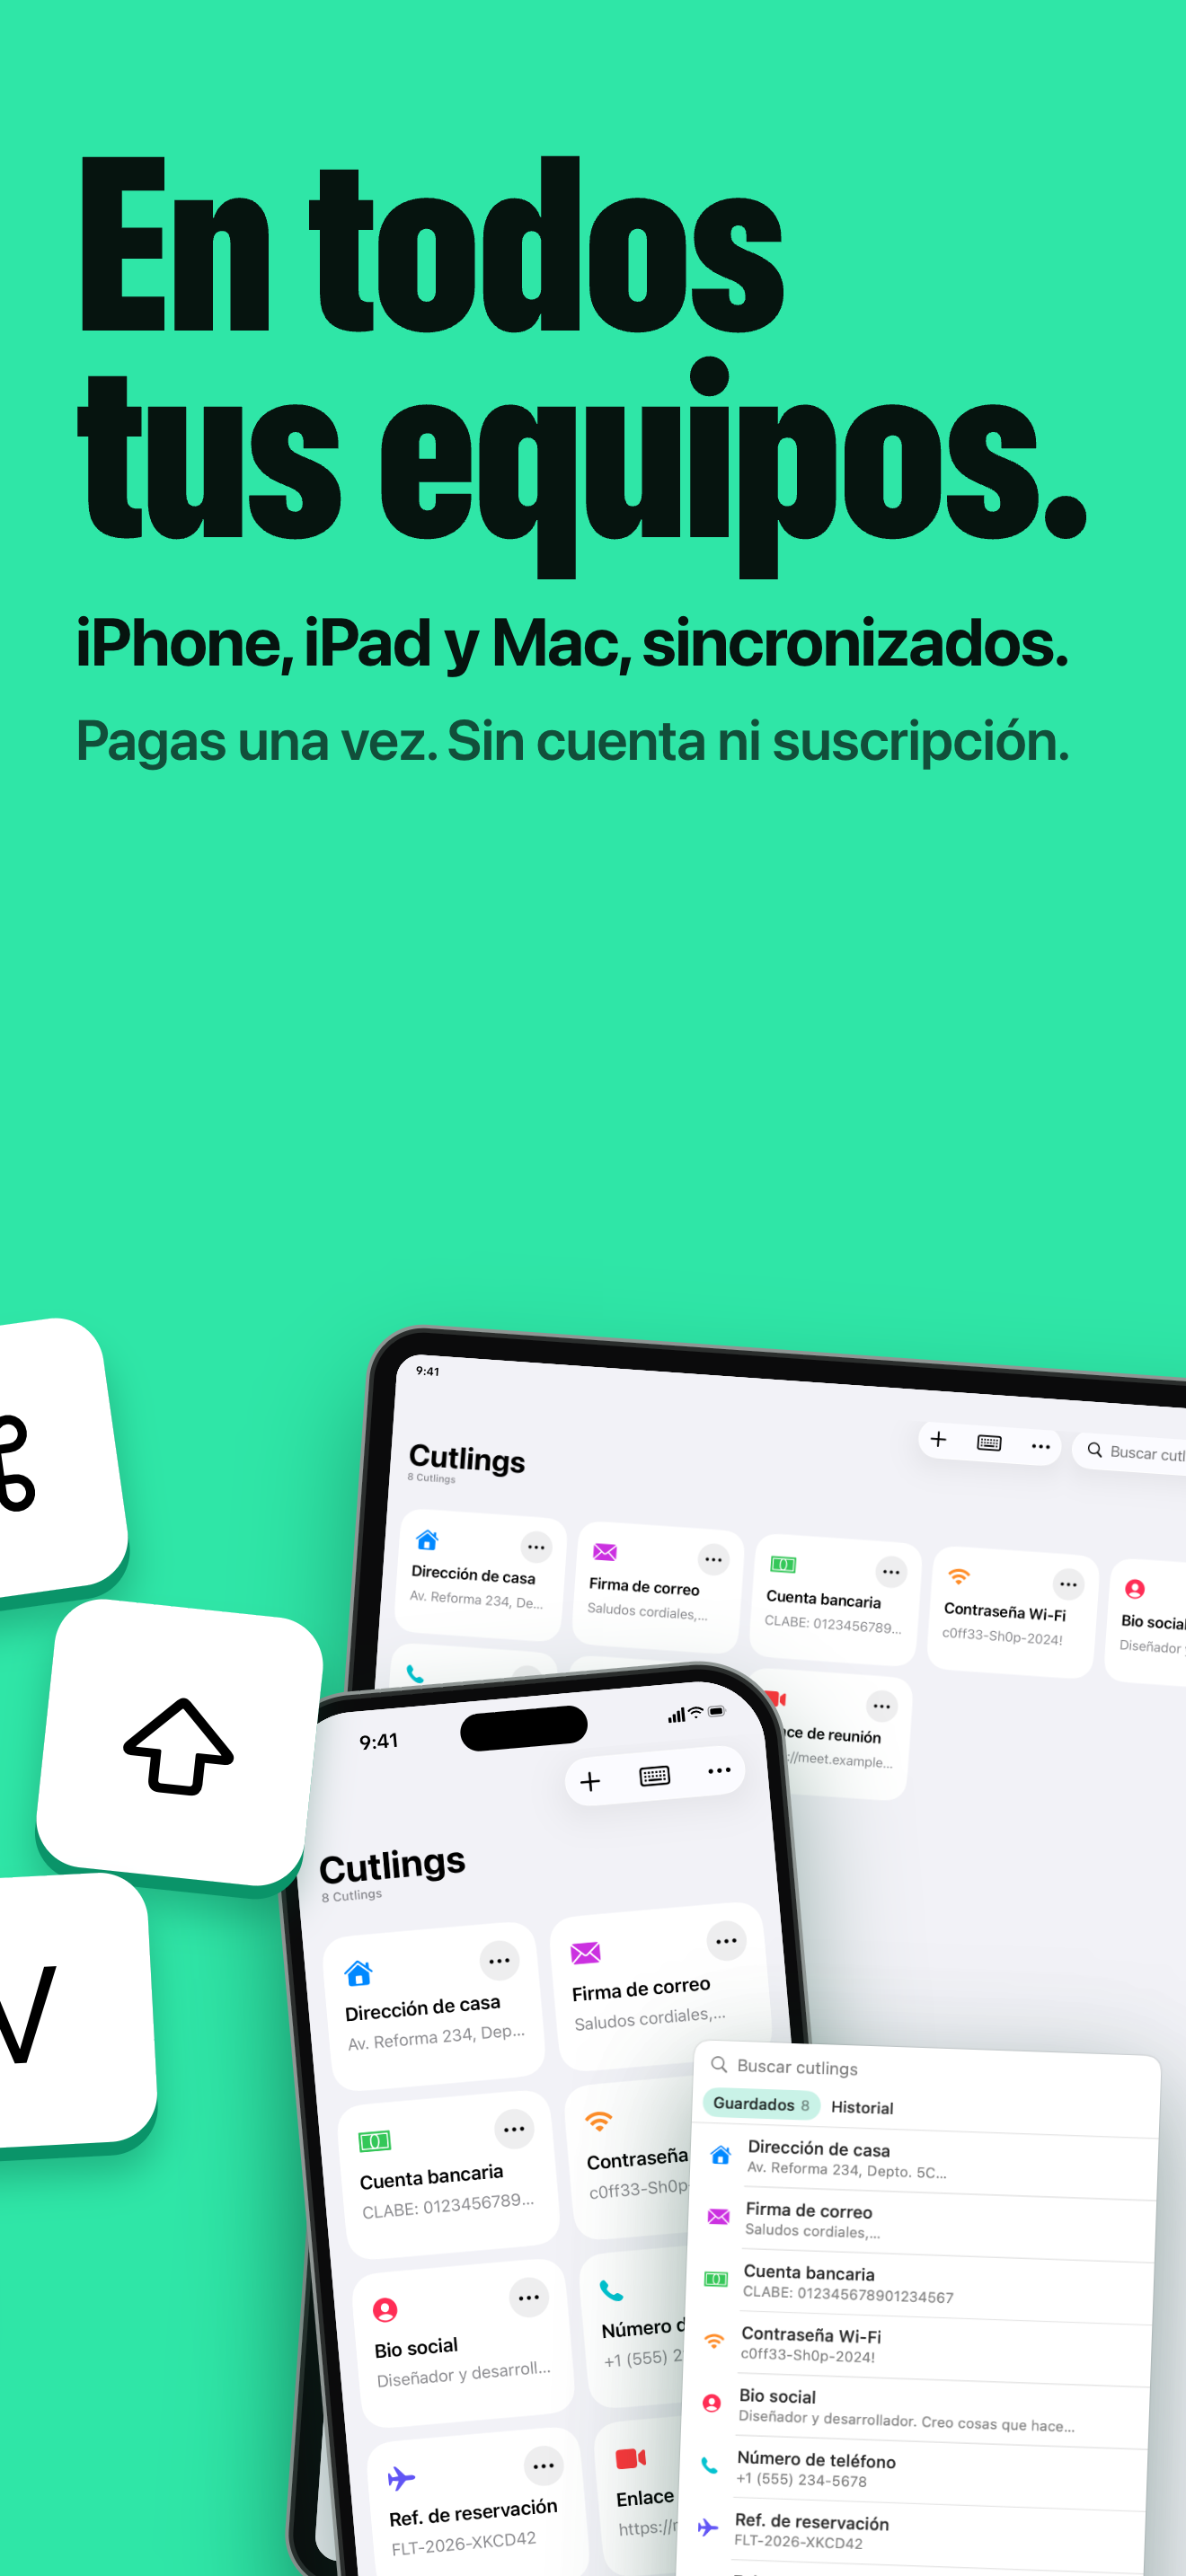 En todos
tus equipos.
iPhone, iPad y Mac, sincronizados.
Pagas una vez. Sin cuenta ni suscripción.
9:41
Cutlings
8 Cutlings
Buscar cutl
Dirección de casa
Av. Reforma 234, De...
Firma de correo
Saludos cordiales,...
Cuenta bancaria
CLABE: 0123456789...
Contraseña Wi-Fi
c0ff33-Sh0p-2024!
Bio social
Diseñador
ce de reunión
://meet.example...
⌘
V
9:41
Cutlings
8 Cutlings
Dirección de casa
Av. Reforma 234, Dep...
Firma de correo
Saludos cordiales,...
Cuenta bancaria
CLABE: 0123456789...
Contraseña
c0ff33-Sh0p-
Bio social
Diseñador y desarroll...
Número d
+1 (555) 2
Ref. de reservación
FLT-2026-XKCD42
Enlace
https://
Buscar cutlings
Guardados 8 Historial
Dirección de casa
Av. Reforma 234, Depto. 5C...
Firma de correo
Saludos cordiales,...
Cuenta bancaria
CLABE: 012345678901234567
Contraseña Wi-Fi
c0ff33-Sh0p-2024!
Bio social
Diseñador y desarrollador. Creo cosas que hace...
Número de teléfono
+1 (555) 234-5678
Ref. de reservación
FLT-2026-XKCD42